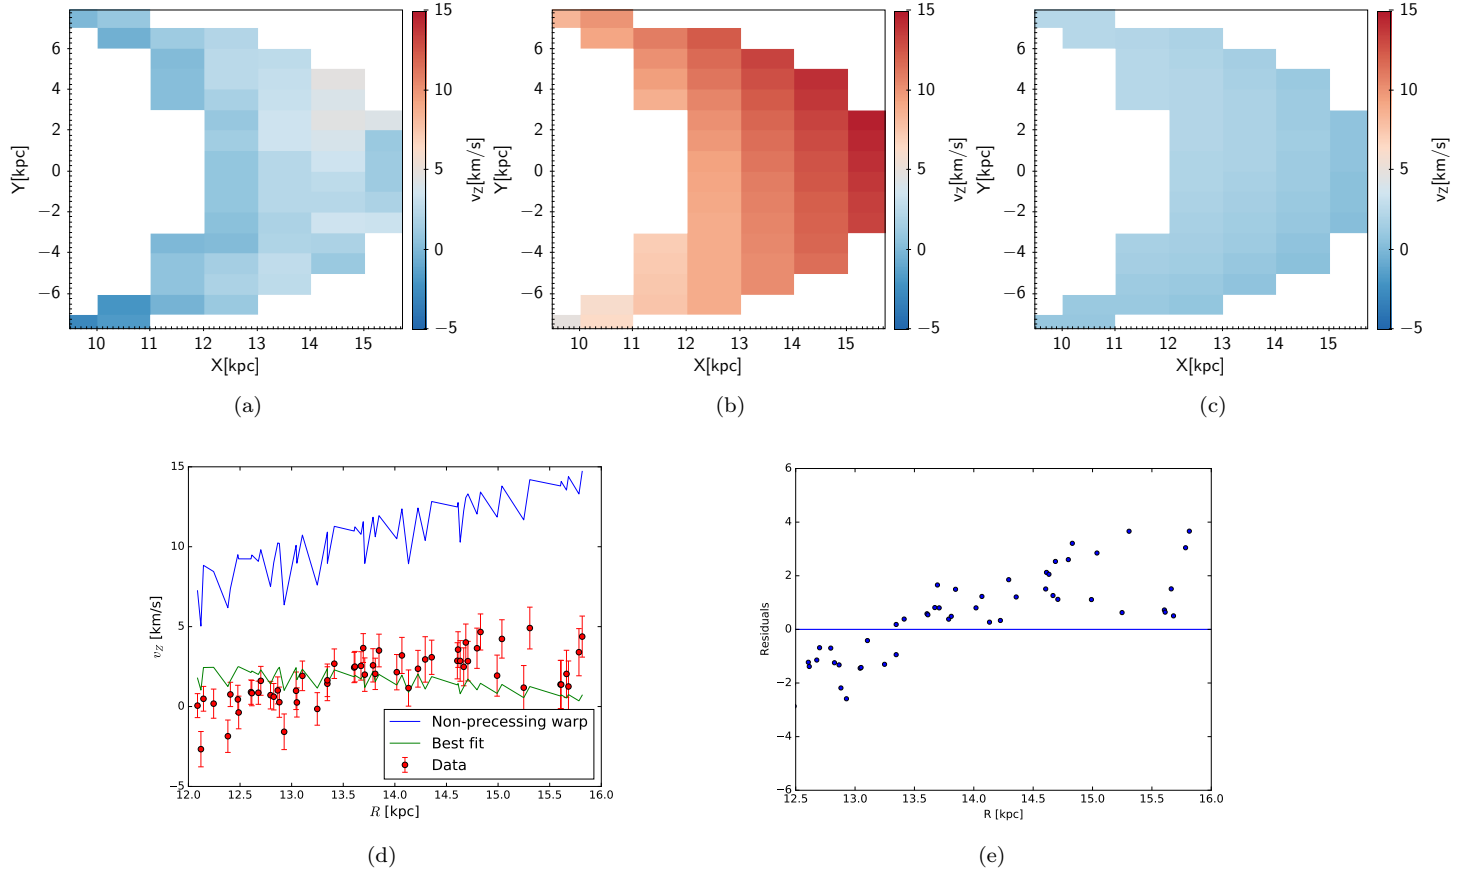 15
10
5
0
−5
vZ[km/s]
6
4
2
0
−2
−4
−6
Y[kpc]
10 11 12 13 14 15
X[kpc]
(a)
15
10
5
0
−5
vZ[km/s]
6
4
2
0
−2
−4
−6
Y[kpc]
10 11 12 13 14 15
X[kpc]
(b)
15
10
5
0
−5
vZ[km/s]
6
4
2
0
−2
−4
−6
Y[kpc]
10 11 12 13 14 15
X[kpc]
(c)
15
10
5
0
−5
vZ [km/s]
Non-precessing warp
Best fit
Data
12.0 12.5 13.0 13.5 14.0 14.5 15.0 15.5 16.0
R [kpc]
(d)
6
4
2
0
−2
−4
−6
Residuals
12.5 13.0 13.5 14.0 14.5 15.0 15.5 16.0
R [kpc]
(e)